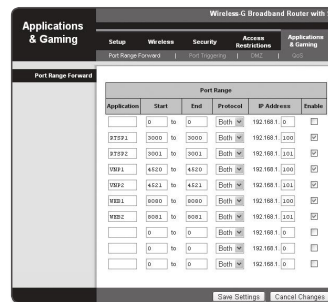 Wireless-G Broadband Router with
Applications & Gaming
Setup Wireless Security Access Restrictions Applications & Gaming
Port Range Forward | Port Triggering | DMZ | QoS
Port Range Forward
Port Range
Application Start End Protocol IP Address Enable
0 to 0 Both 192.168.1. 0
RTSP1 3000 to 3000 Both 192.168.1. 100
RTSP2 3001 to 3001 Both 192.168.1. 101
VNP1 4520 to 4520 Both 192.168.1. 100
VNP2 4521 to 4521 Both 192.168.1. 101
WEB1 8080 to 8080 Both 192.168.1. 100
WEB2 8081 to 8081 Both 192.168.1. 101
0 to 0 Both 192.168.1. 0
0 to 0 Both 192.168.1. 0
0 to 0 Both 192.168.1. 0
Save Settings Cancel Changes